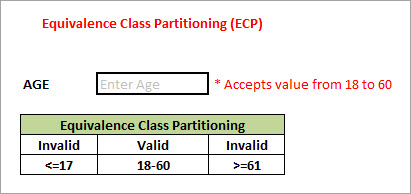 Equivalence Class Partitioning (ECP)
AGE Enter Age * Accepts value from 18 to 60
Equivalence Class Partitioning
Invalid Valid Invalid
<=17 18-60 >=61